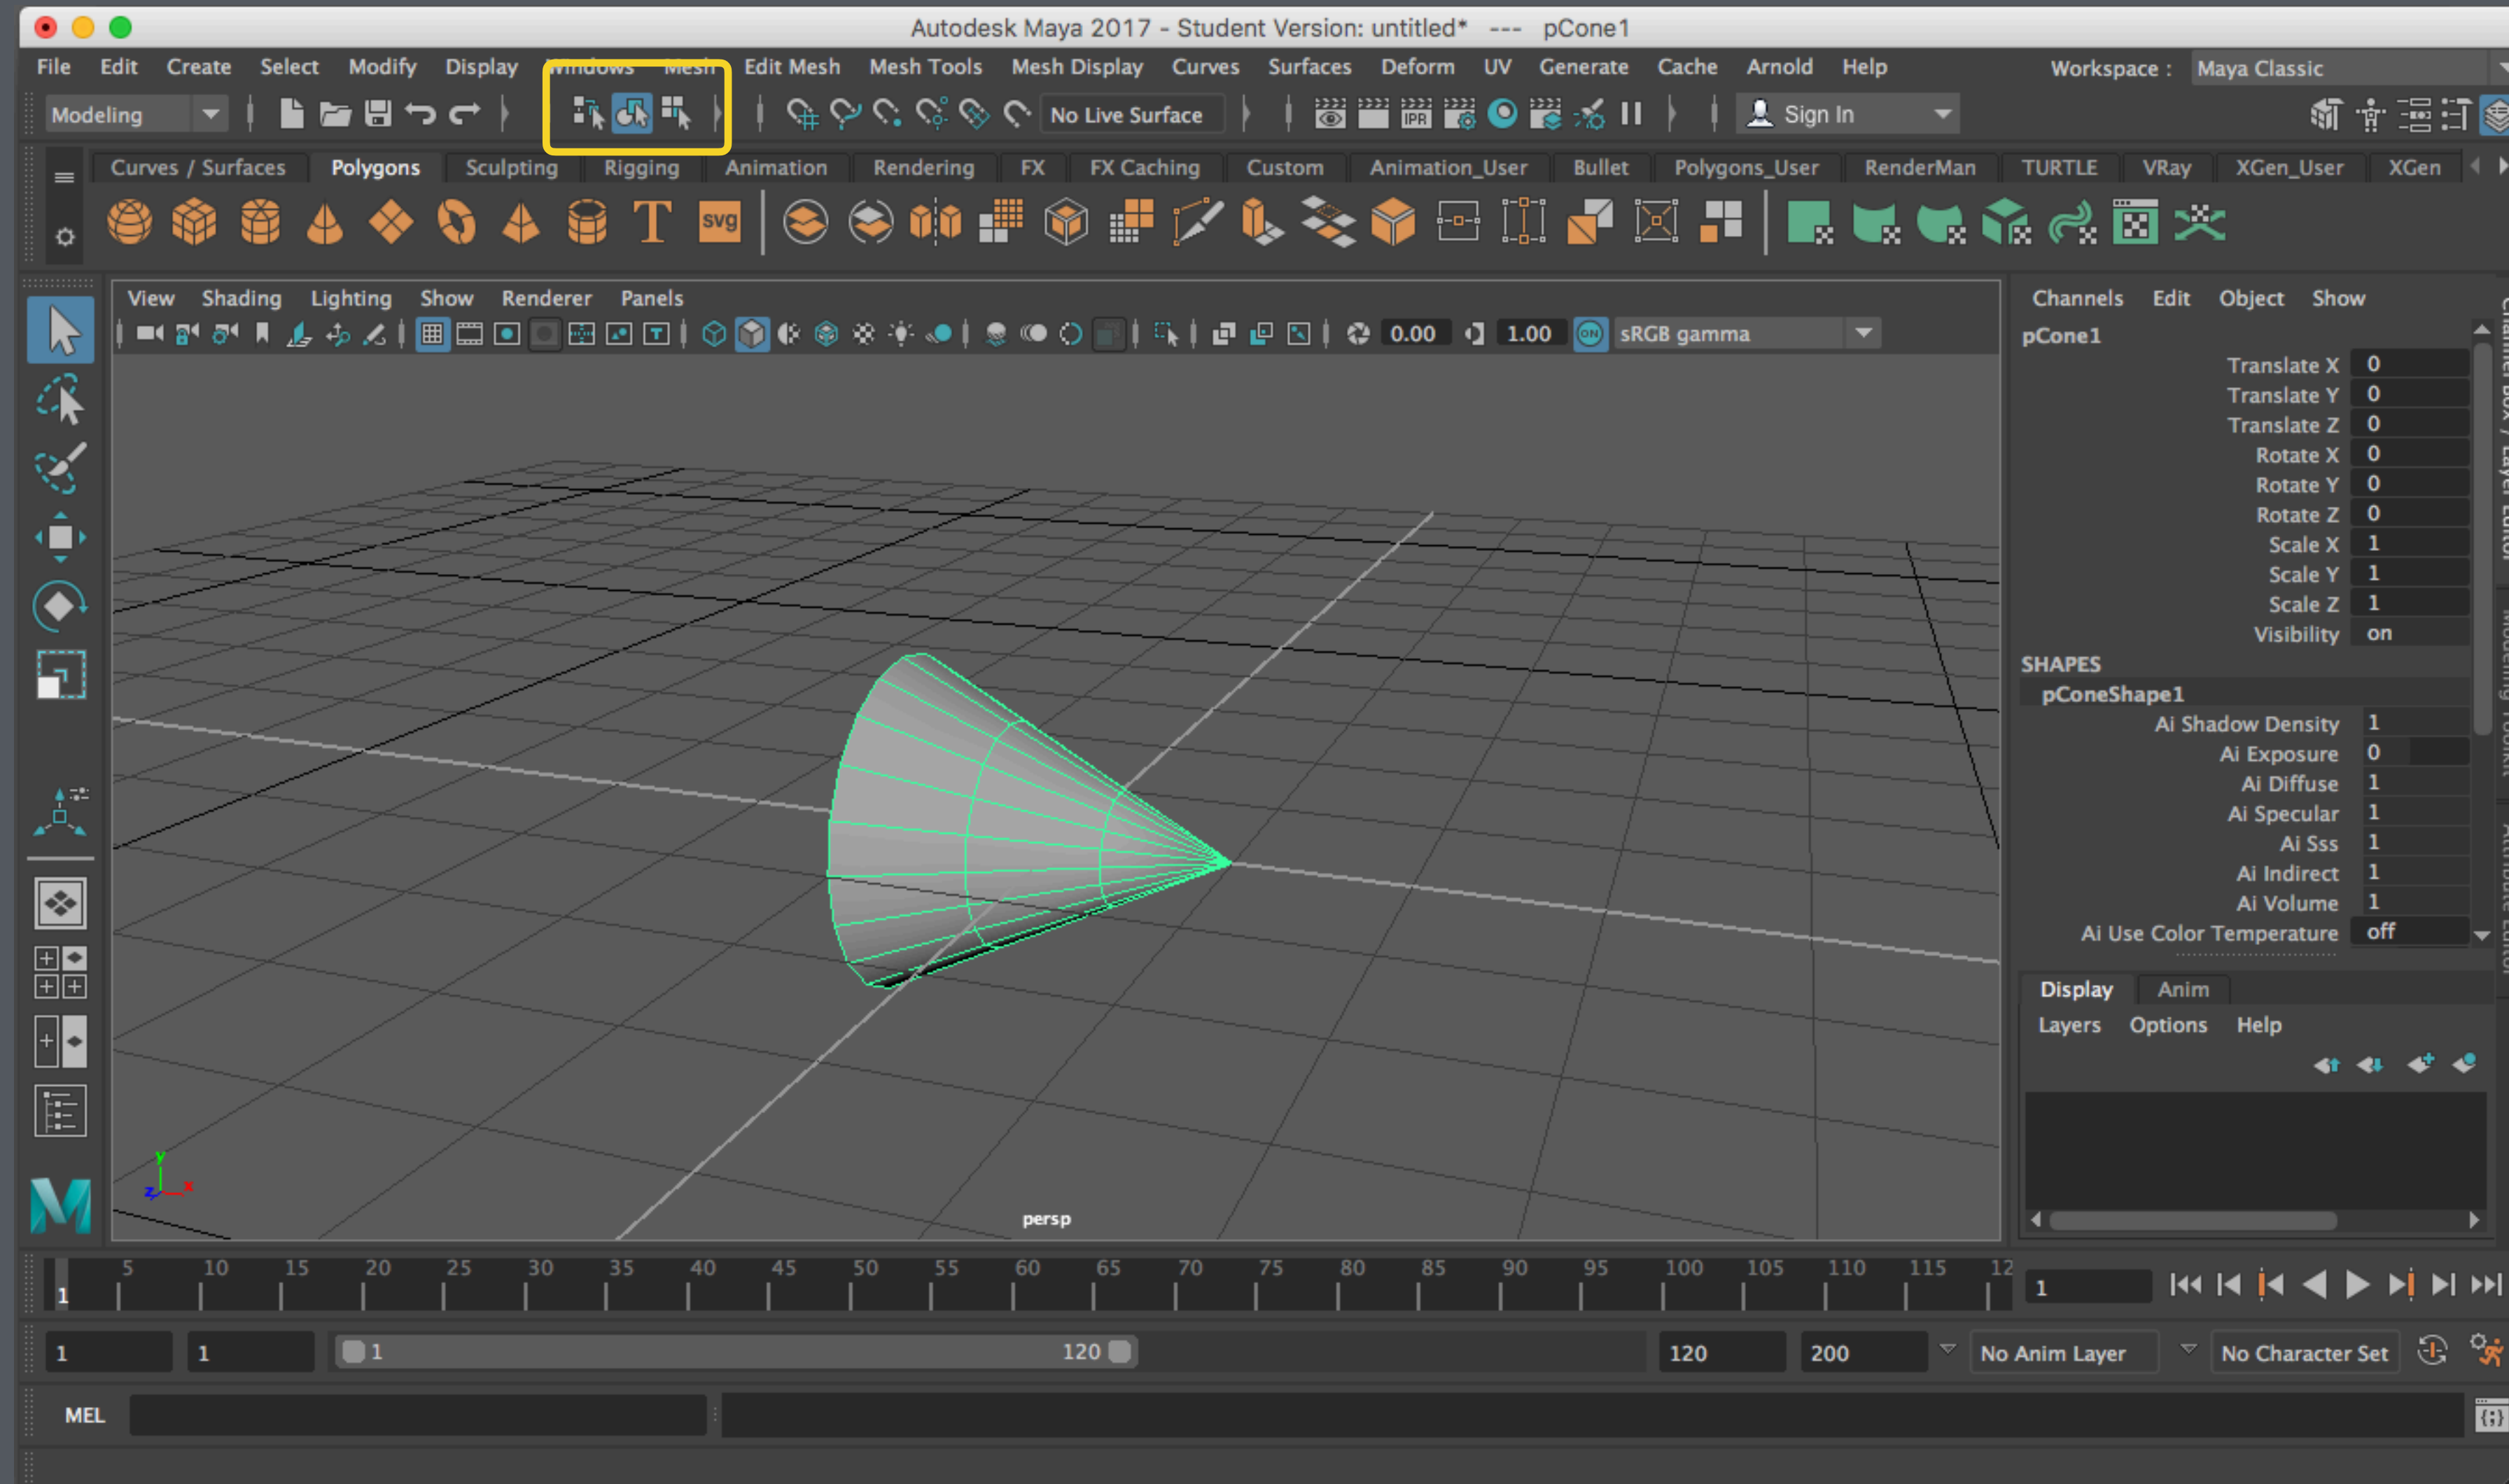 Autodesk Maya 2017 - Student Version: untitled* --- pCone1
File Edit Create Select Modify Display Windows Mesh Edit Mesh Mesh Tools Mesh Display Curves Surfaces Deform UV Generate Cache Arnold Help Workspace : Maya Classic
Modeling No Live Surface IPR Sign In
Curves / Surfaces Polygons Sculpting Rigging Animation Rendering FX FX Caching Custom Animation_User Bullet Polygons_User RenderMan TURTLE VRay XGen_User XGen
T svg
View Shading Lighting Show Renderer Panels
0.00 1.00 ON sRGB gamma
Channels Edit Object Show
pCone1
Translate X 0
Translate Y 0
Translate Z 0
Rotate X 0
Rotate Y 0
Rotate Z 0
Scale X 1
Scale Y 1
Scale Z 1
Visibility on
SHAPES
pConeShape1
Ai Shadow Density 1
Ai Exposure 0
Ai Diffuse 1
Ai Specular 1
Ai Sss 1
Ai Indirect 1
Ai Volume 1
Ai Use Color Temperature off
Display Anim
Layers Options Help
y
z x
persp
M
5 10 15 20 25 30 35 40 45 50 55 60 65 70 75 80 85 90 95 100 105 110 115 12
1 1
1 1 1 120 120 200 No Anim Layer No Character Set
MEL